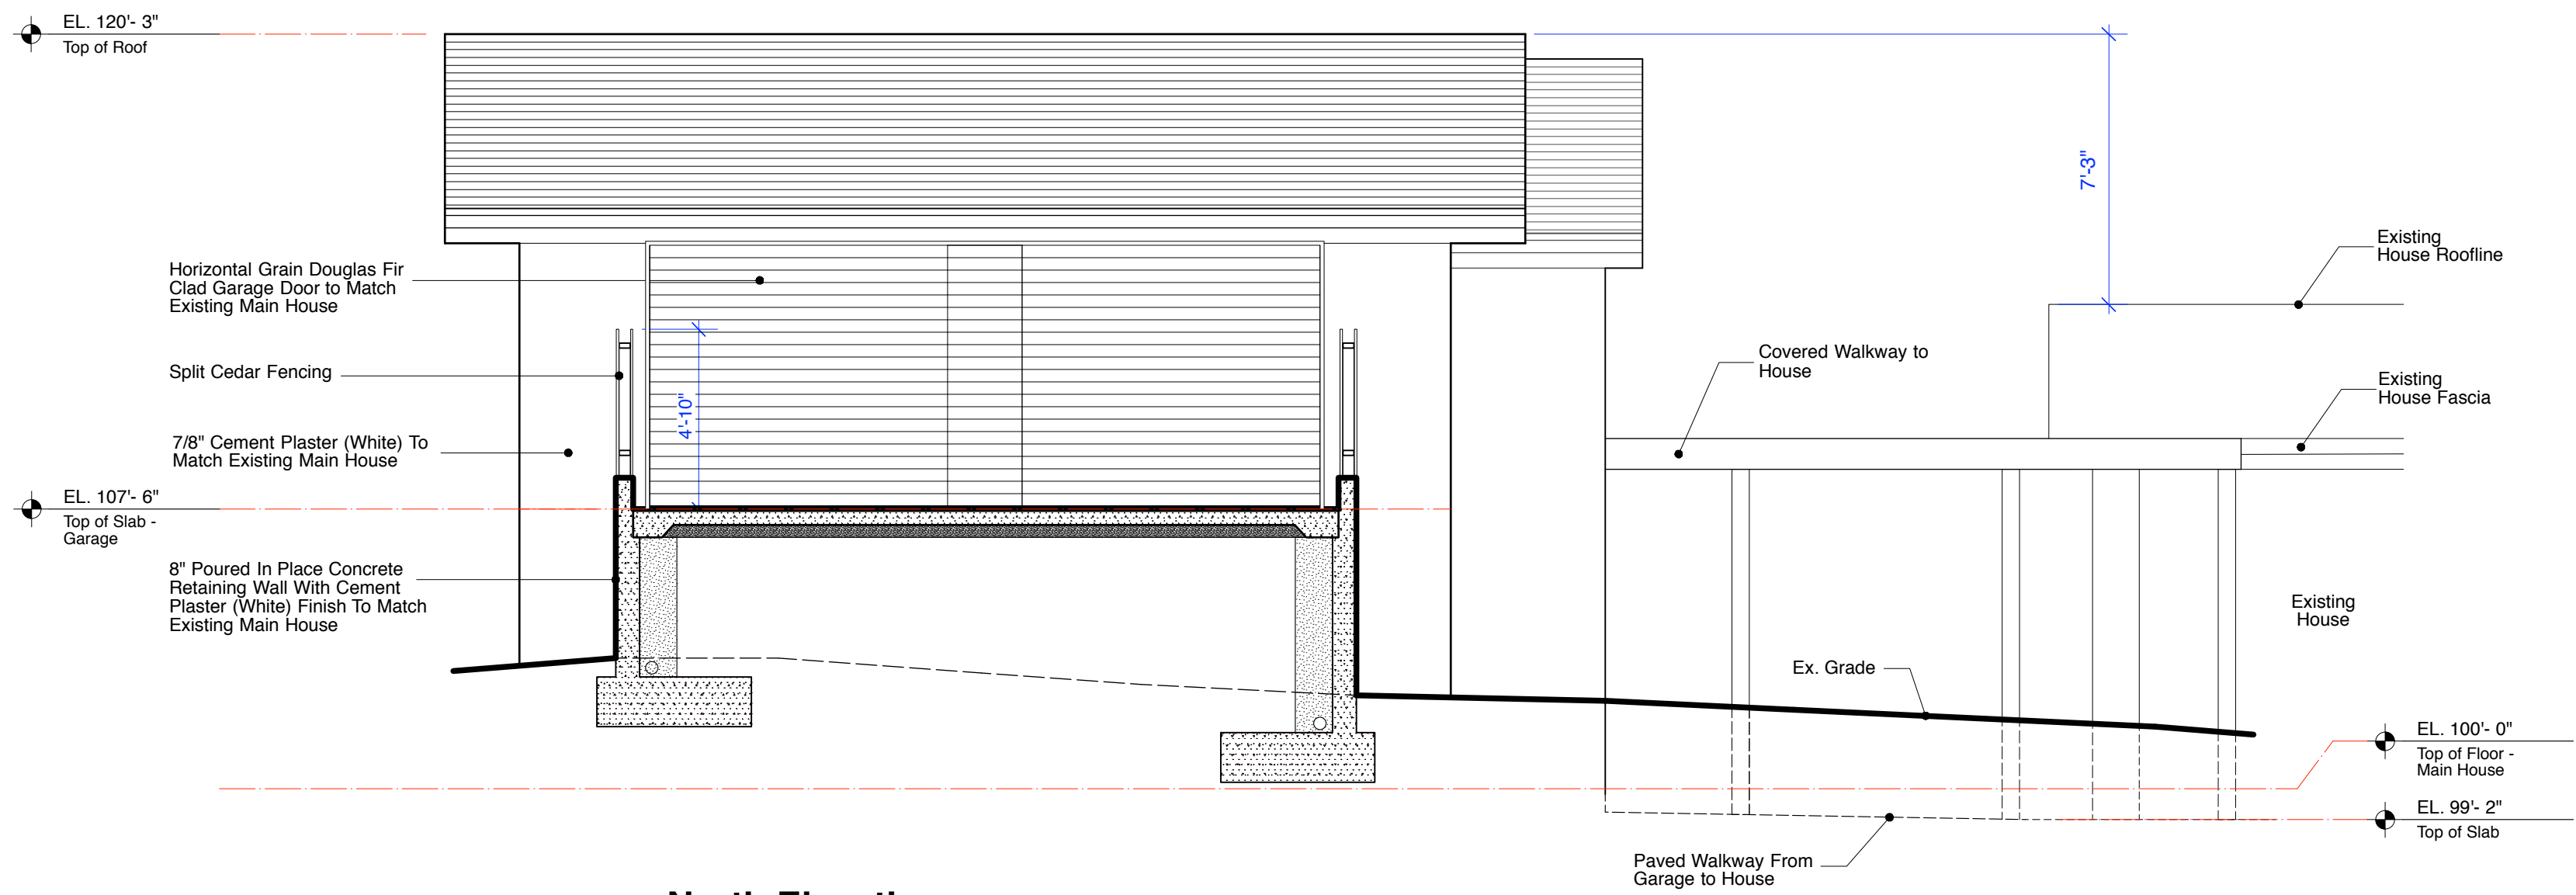 EL. 120'- 3"
Top of Roof
7'-3"
Existing
House Roofline
Horizontal Grain Douglas Fir
Clad Garage Door to Match
Existing Main House
Covered Walkway to
House
Split Cedar Fencing
4'-10"
Existing
House Fascia
7/8" Cement Plaster (White) To
Match Existing Main House
EL. 107'- 6"
Top of Slab -
Garage
8" Poured In Place Concrete
Retaining Wall With Cement
Plaster (White) Finish To Match
Existing Main House
Existing
House
Ex. Grade
EL. 100'- 0"
Top of Floor -
Main House
EL. 99'- 2"
Top of Slab
Paved Walkway From
Garage to House